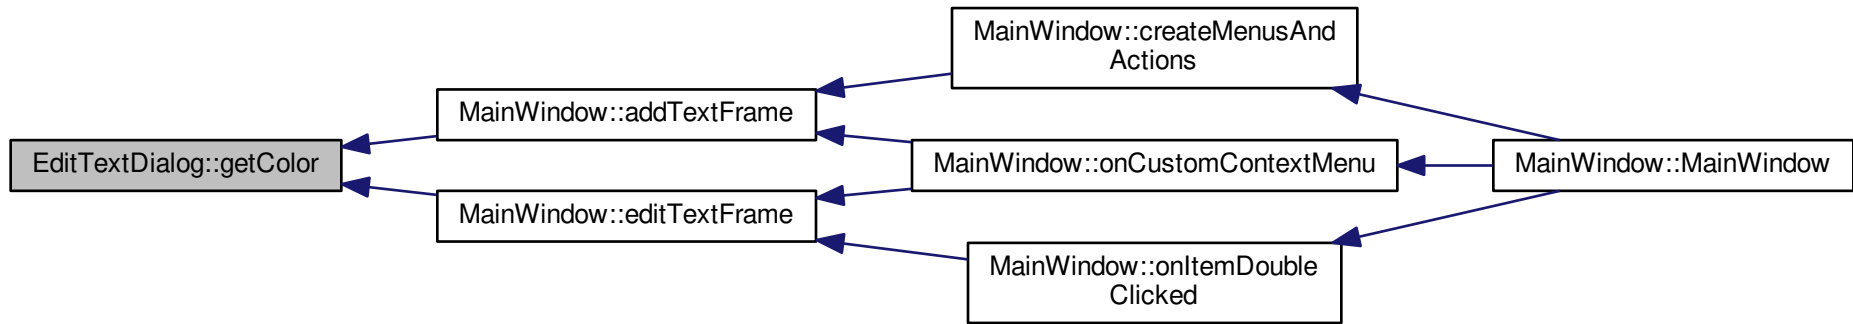 MainWindow::createMenusAnd
Actions
MainWindow::addTextFrame
EditTextDialog::getColor
MainWindow::onCustomContextMenu
MainWindow::MainWindow
MainWindow::editTextFrame
MainWindow::onItemDouble
Clicked